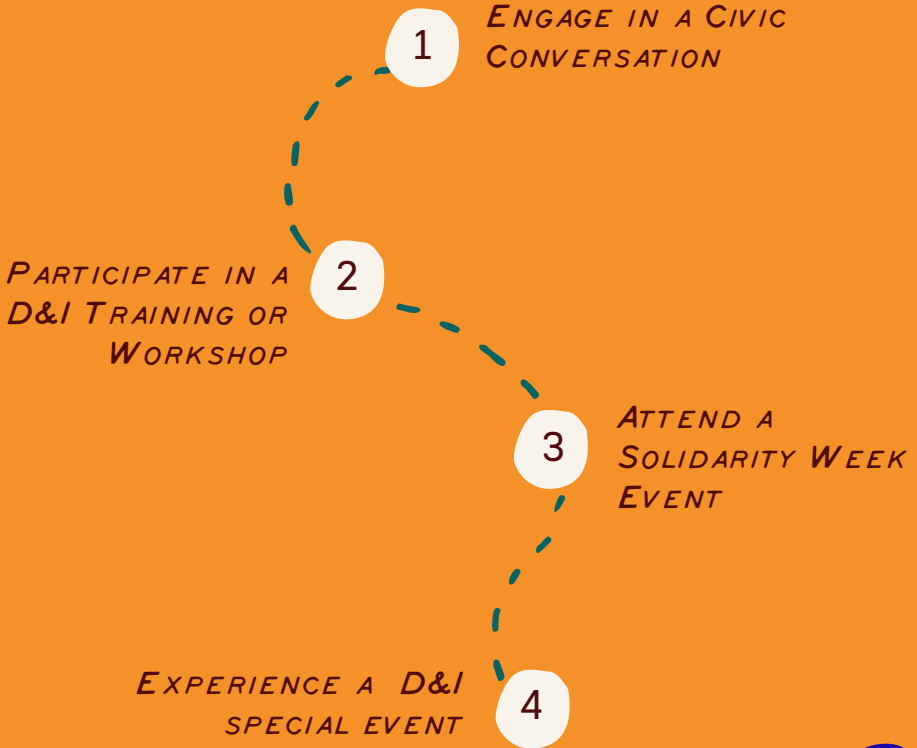 1
ENGAGE IN A CIVIC
CONVERSATION
2
PARTICIPATE IN A
D&I TRAINING OR
WORKSHOP
3
ATTEND A
SOLIDARITY WEEK
EVENT
4
EXPERIENCE A D&I
SPECIAL EVENT